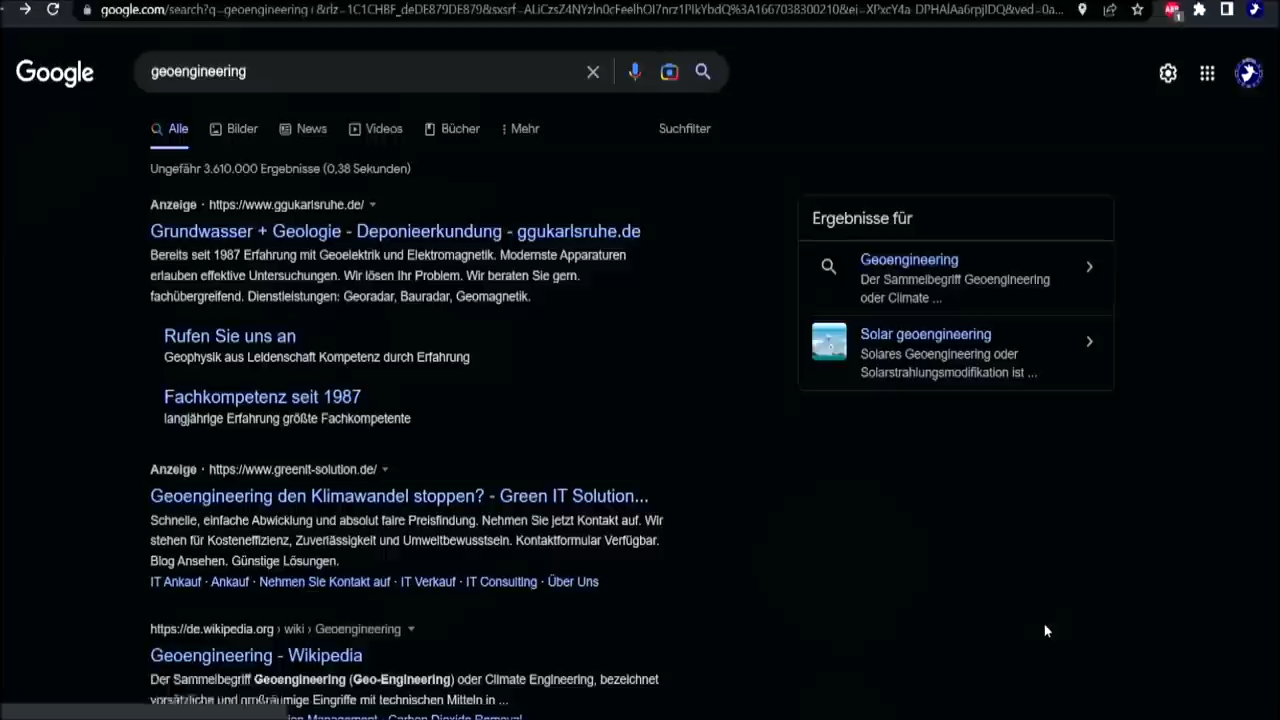 google.com/search?q=geoengineering
Google
geoengineering
Alle
Bilder
News
Videos
Bücher
Mehr
Suchfilter
Ungefähr 3.610.000 Ergebnisse (0,38 Sekunden)
Anzeige · https://www.ggukarlsruhe.de/
Grundwasser + Geologie - Deponieerkundung - ggukarlsruhe.de
Bereits seit 1987 Erfahrung mit Geoelektrik und Elektromagnetik. Modernste Apparaturen
erlauben effektive Untersuchungen. Wir lösen Ihr Problem. Wir beraten Sie gern.
fachübergreifend. Dienstleistungen: Georadar, Bauradar, Geomagnetik.
Rufen Sie uns an
Geophysik aus Leidenschaft Kompetenz durch Erfahrung
Fachkompetenz seit 1987
langjährige Erfahrung größte Fachkompetente
Anzeige · https://www.greenit-solution.de/
Geoengineering den Klimawandel stoppen? - Green IT Solution...
Schnelle, einfache Abwicklung und absolut faire Preisfindung. Nehmen Sie jetzt Kontakt auf. Wir
stehen für Kosteneffizienz, Zuverlässigkeit und Umweltbewusstsein. Kontaktformular Verfügbar.
Blog Ansehen. Günstige Lösungen.
IT Ankauf · Ankauf · Nehmen Sie Kontakt auf · IT Verkauf · IT Consulting · Über Uns
https://de.wikipedia.org › wiki › Geoengineering
Geoengineering - Wikipedia
Der Sammelbegriff Geoengineering (Geo-Engineering) oder Climate Engineering, bezeichnet
vorsätzliche und großräumige Eingriffe mit technischen Mitteln in ...
Management · Carbon Dioxide Removal
Ergebnisse für
Geoengineering
Der Sammelbegriff Geoengineering
oder Climate ...
Solar geoengineering
Solares Geoengineering oder
Solarstrahlungsmodifikation ist ...